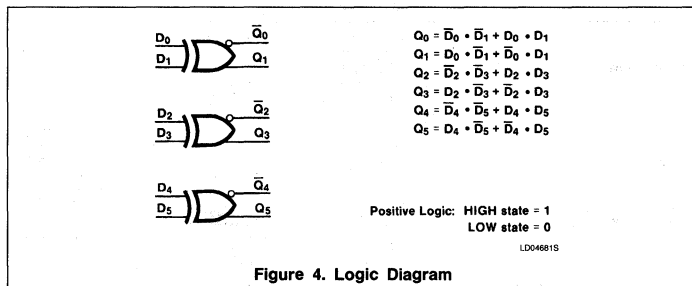 D₀
D₁
Q̅₀
Q₁
D₂
D₃
Q̅₂
Q₃
D₄
D₅
Q̅₄
Q₅
Q₀ = D̅₀ • D̅₁ + D₀ • D₁
Q₁ = D₀ • D̅₁ + D̅₀ • D₁
Q₂ = D̅₂ • D̅₃ + D₂ • D₃
Q₃ = D₂ • D̅₃ + D̅₂ • D₃
Q₄ = D̅₄ • D̅₅ + D₄ • D₅
Q₅ = D₄ • D̅₅ + D̅₄ • D₅
Positive Logic: HIGH state = 1
LOW state = 0
LD04681S
Figure 4. Logic Diagram